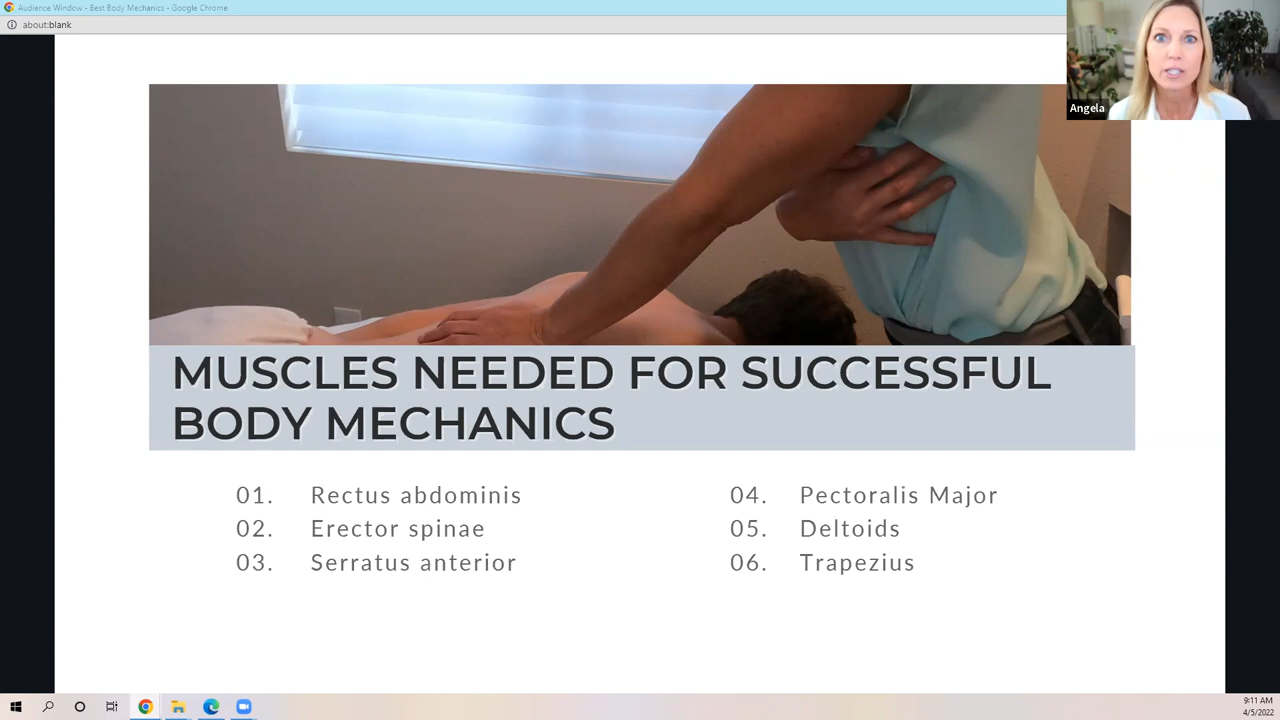 Audience Window - Best Body Mechanics - Google Chrome
about:blank
Angela
MUSCLES NEEDED FOR SUCCESSFUL
BODY MECHANICS
01. Rectus abdominis
02. Erector spinae
03. Serratus anterior
04. Pectoralis Major
05. Deltoids
06. Trapezius
9:11 AM
4/5/2022